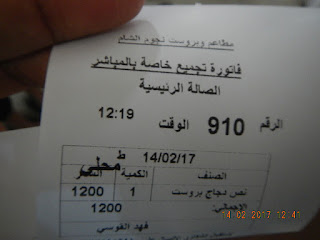 مطاعم وبروست نجوم الشام
فاتورة تجميع خاصة بالمباشر
الصالة الرئيسية
الرقم 910 الوقت 12:19
14/02/17 ط محلي
الصنف الكمية السعر
نص دجاج بروست 1 1200
الإجمالي: 1200
فهد القوسي
14 02 2017 12:41